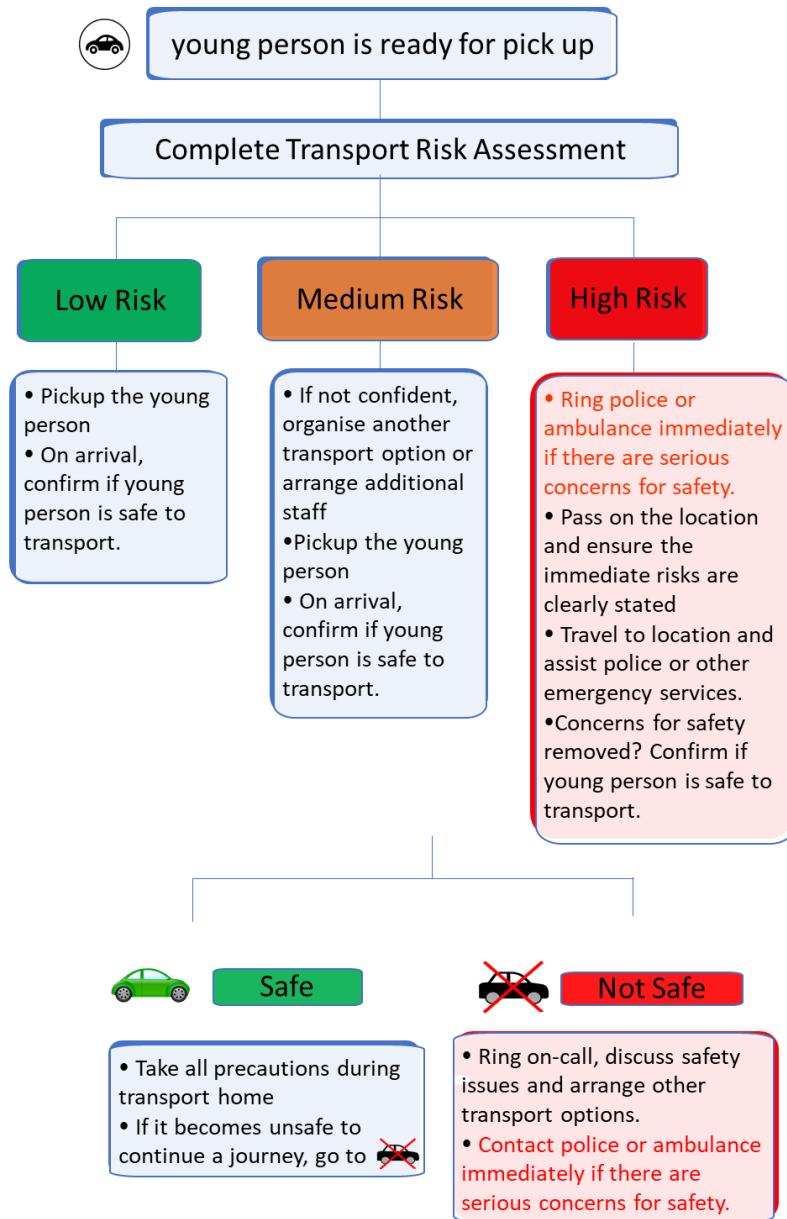 young person is ready for pick up
Complete Transport Risk Assessment
Low Risk
• Pickup the young
person
• On arrival,
confirm if young
person is safe to
transport.
Medium Risk
• If not confident,
organise another
transport option or
arrange additional
staff
•Pickup the young
person
• On arrival,
confirm if young
person is safe to
transport.
High Risk
• Ring police or
ambulance immediately
if there are serious
concerns for safety.
• Pass on the location
and ensure the
immediate risks are
clearly stated
• Travel to location and
assist police or other
emergency services.
•Concerns for safety
removed? Confirm if
young person is safe to
transport.
Safe
• Take all precautions during
transport home
• If it becomes unsafe to
continue a journey, go to
Not Safe
• Ring on-call, discuss safety
issues and arrange other
transport options.
• Contact police or ambulance
immediately if there are
serious concerns for safety.